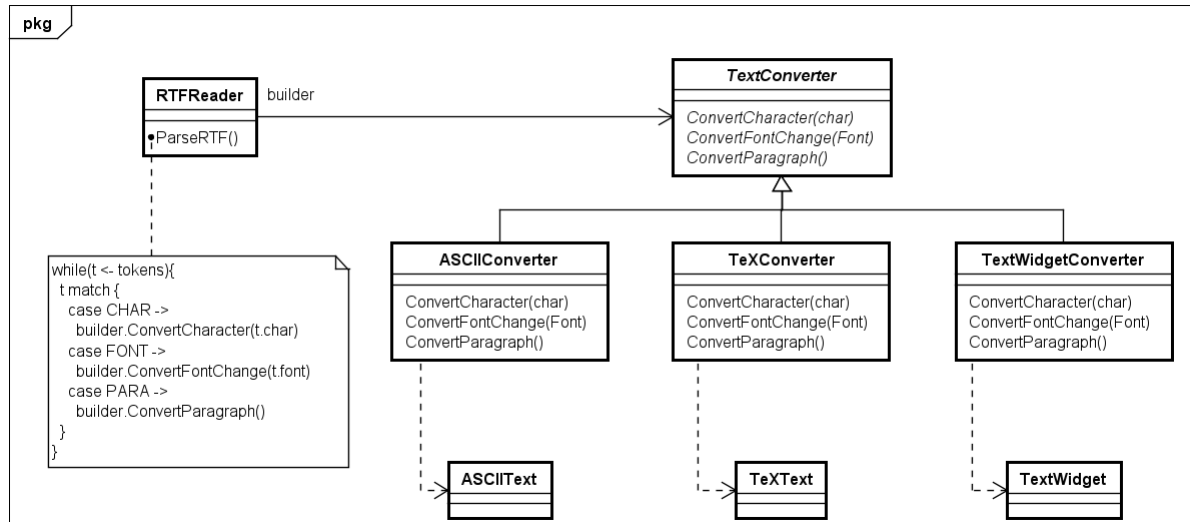 pkg
RTFReader
ParseRTF()
builder
TextConverter
ConvertCharacter(char)
ConvertFontChange(Font)
ConvertParagraph()
while(t <- tokens){
t match {
case CHAR ->
builder.ConvertCharacter(t.char)
case FONT ->
builder.ConvertFontChange(t.font)
case PARA ->
builder.ConvertParagraph()
}
}
ASCIIConverter
ConvertCharacter(char)
ConvertFontChange(Font)
ConvertParagraph()
TeXConverter
ConvertCharacter(char)
ConvertFontChange(Font)
ConvertParagraph()
TextWidgetConverter
ConvertCharacter(char)
ConvertFontChange(Font)
ConvertParagraph()
ASCIIText
TeXText
TextWidget